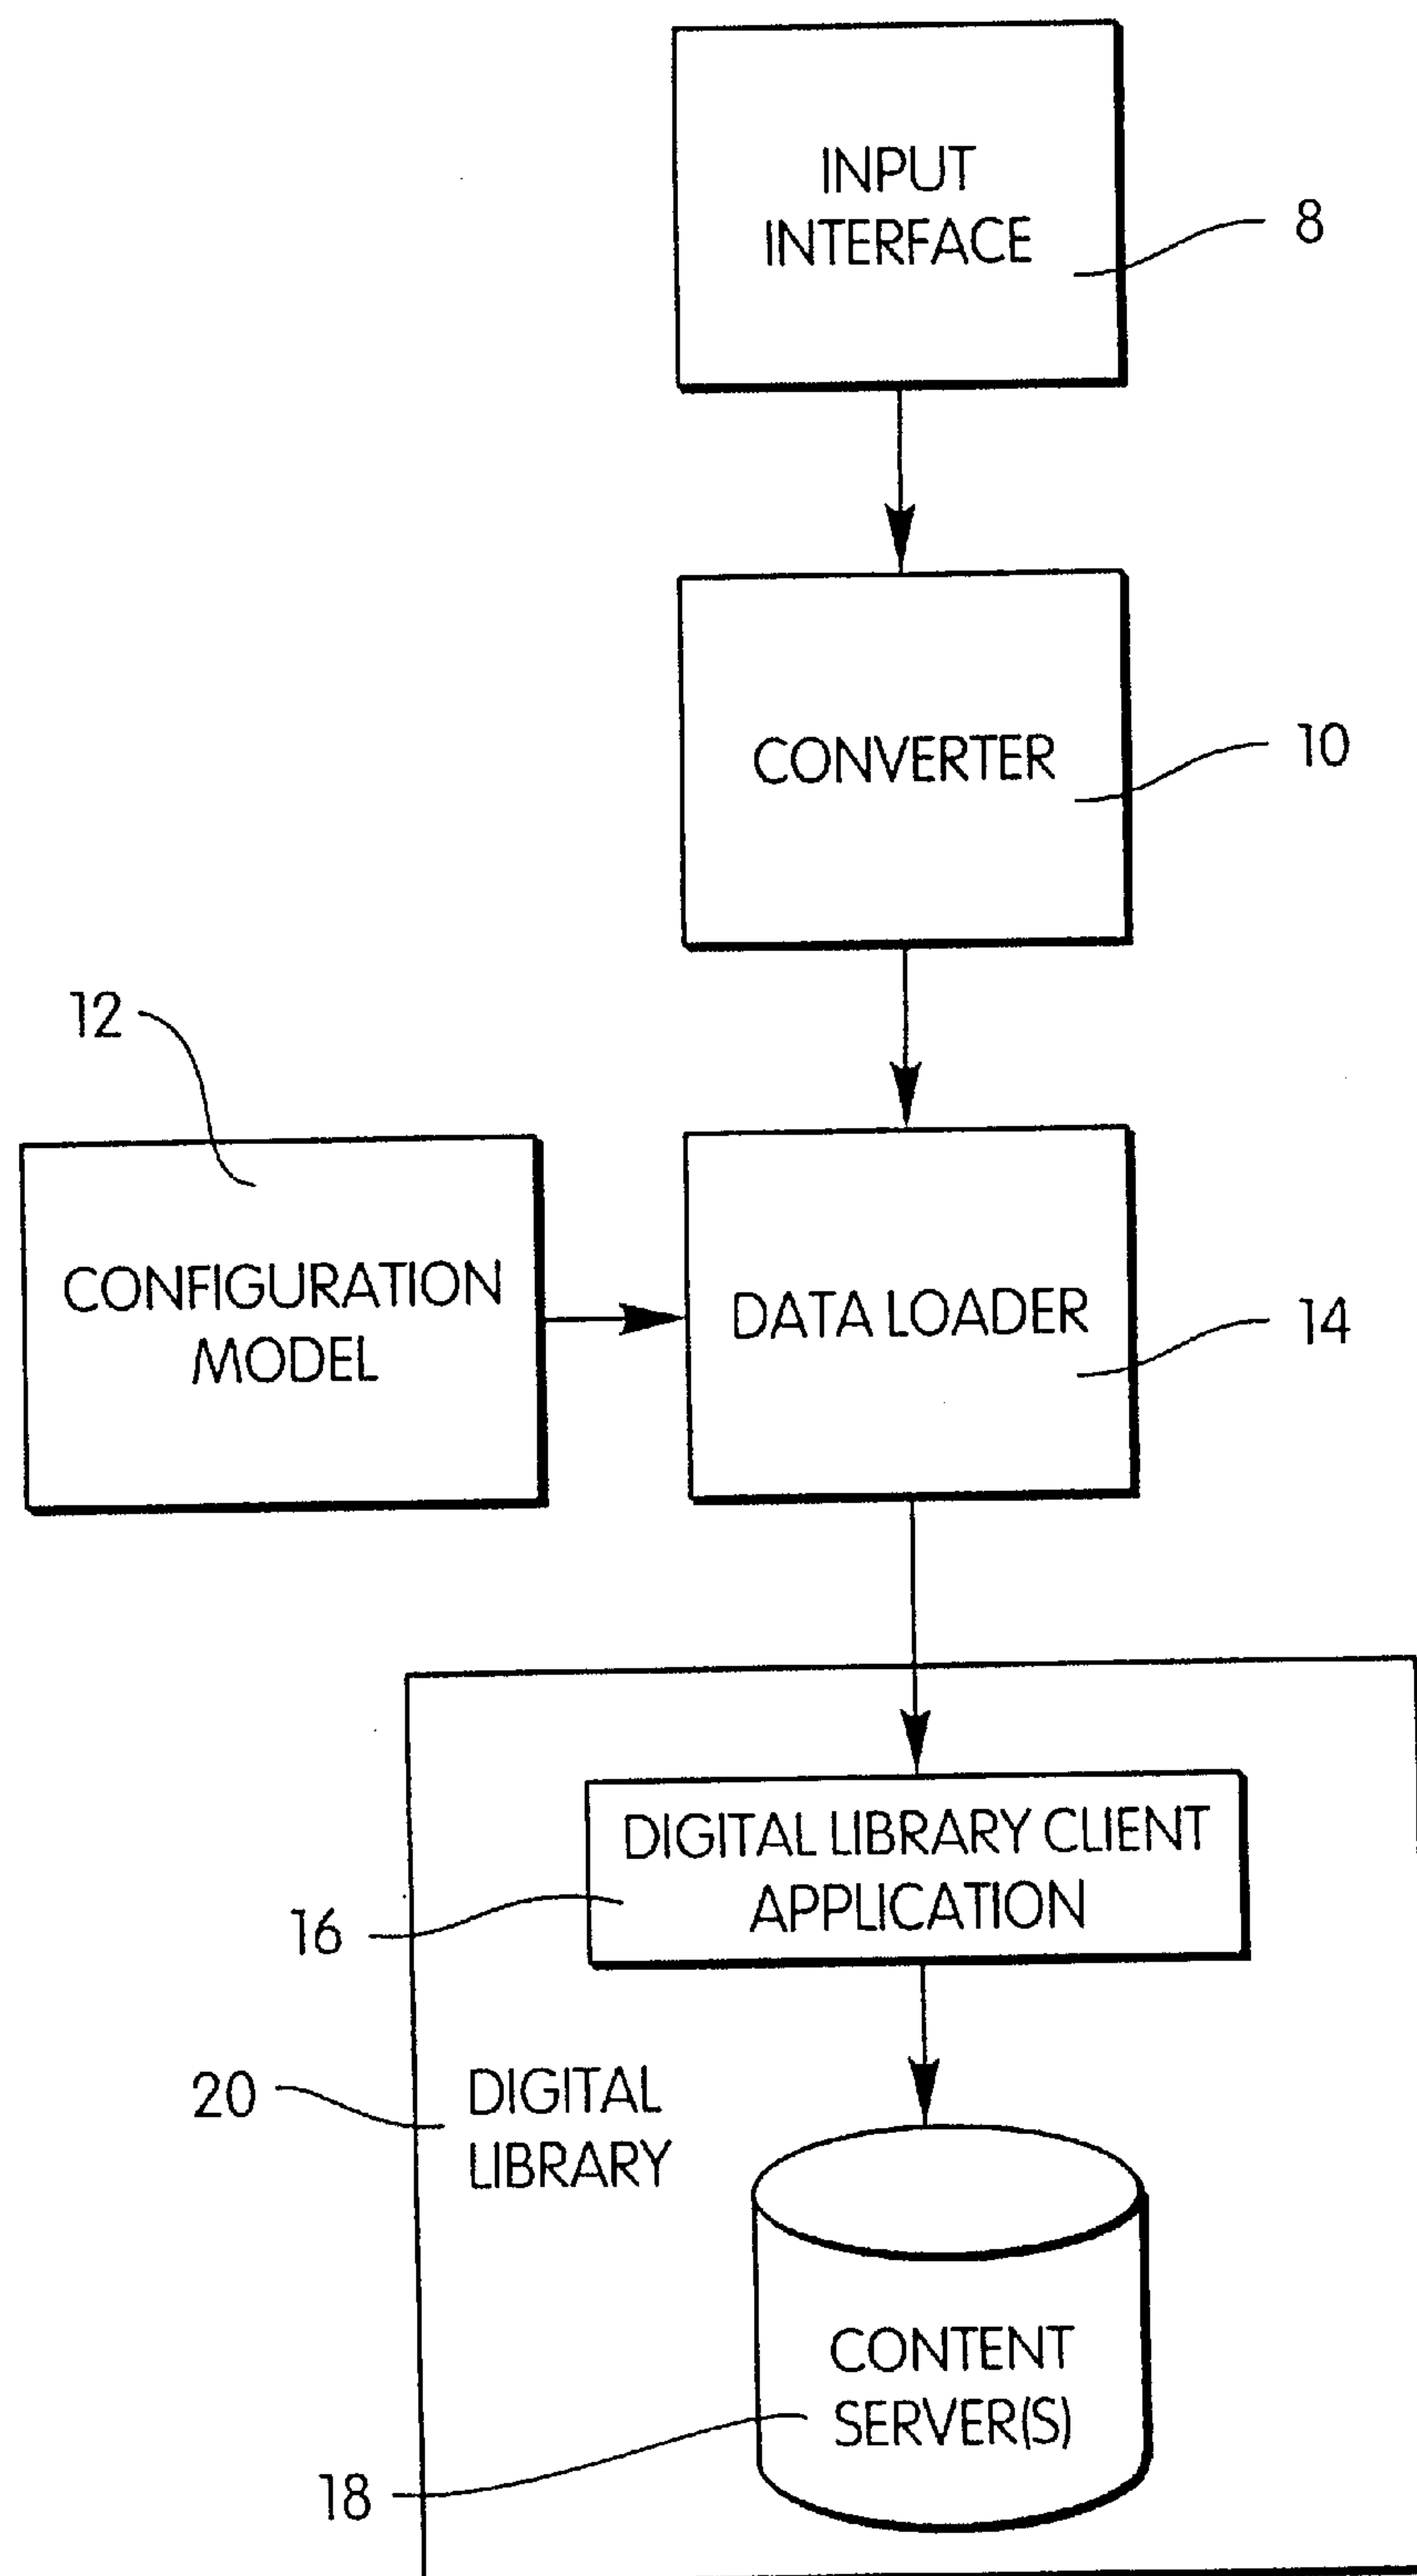 INPUT
INTERFACE
8
CONVERTER
10
12
CONFIGURATION
MODEL
DATA LOADER
14
DIGITAL LIBRARY CLIENT
APPLICATION
16
20
DIGITAL
LIBRARY
CONTENT
SERVER(S)
18